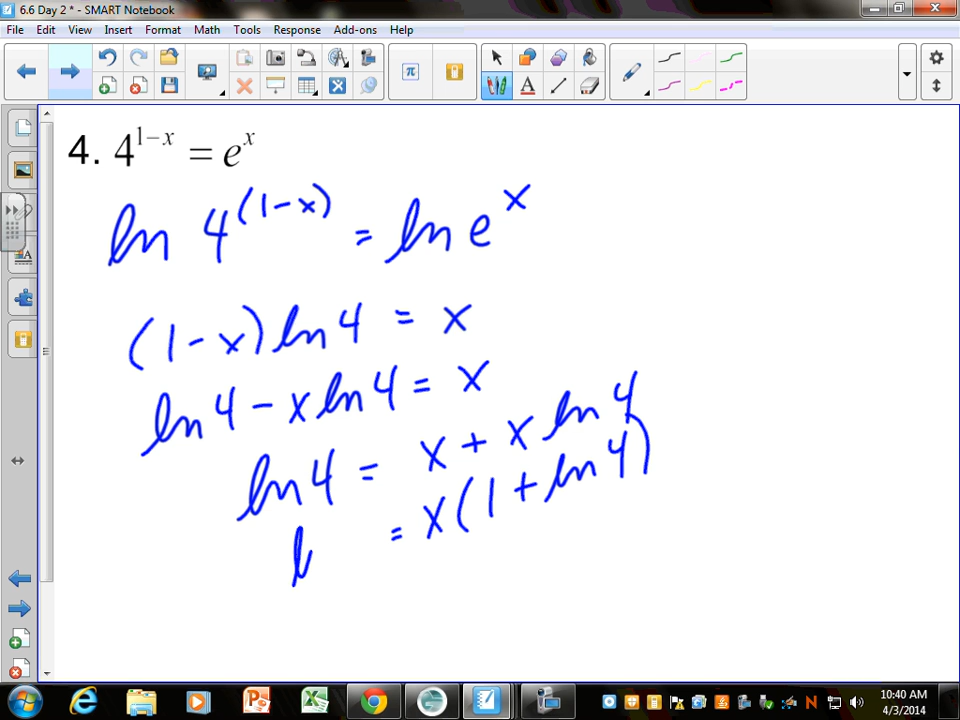 6.6 Day 2 * - SMART Notebook
File Edit View Insert Format Math Tools Response Add-ons Help
4. 4^{1-x} = e^x
ln 4^{(1-x)} = ln e^x
(1-x) ln 4 = x
ln 4 - x ln 4 = x
ln 4 = x + x ln 4
l = x(1 + ln 4)
10:40 AM
4/3/2014